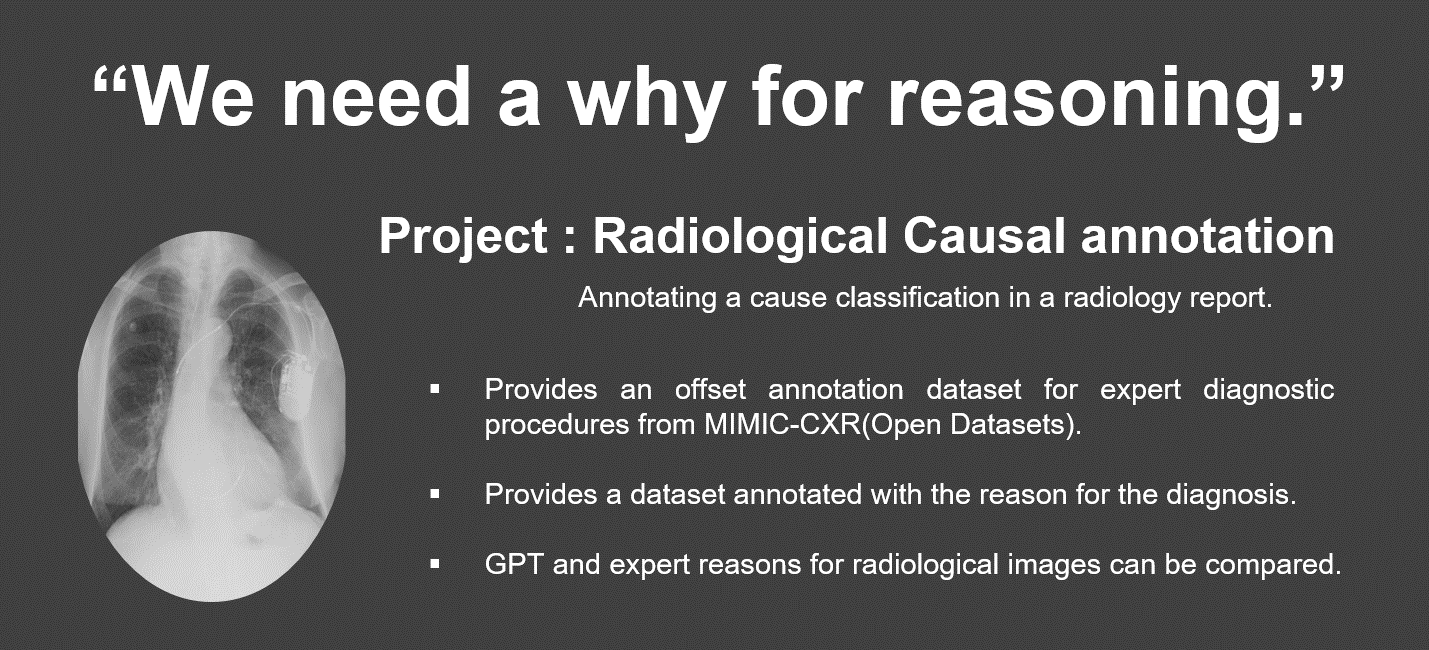 “We need a why for reasoning.”
Project : Radiological Causal annotation
Annotating a cause classification in a radiology report.
▪ Provides an offset annotation dataset for expert diagnostic
procedures from MIMIC-CXR(Open Datasets).
▪ Provides a dataset annotated with the reason for the diagnosis.
▪ GPT and expert reasons for radiological images can be compared.